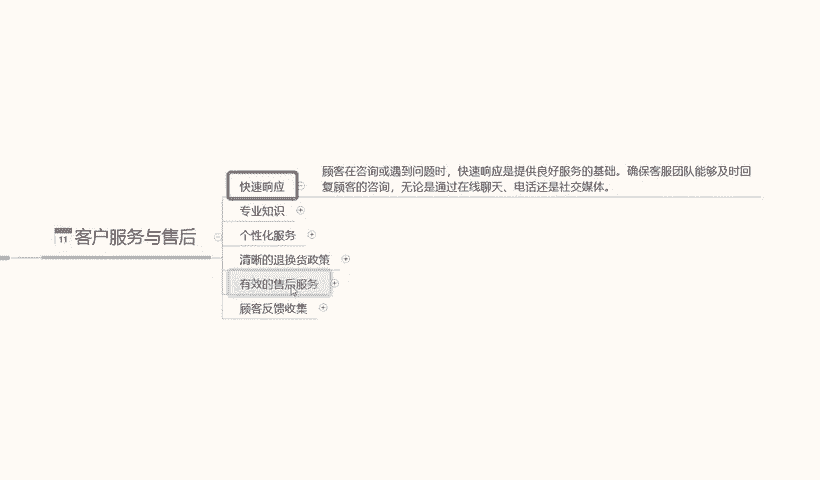 快速响应
顾客在咨询或遇到问题时，快速响应是提供良好服务的基础。确保客服团队能够及时回
复顾客的咨询，无论是通过在线聊天、电话还是社交媒体。
专业知识
11 客户服务与售后
个性化服务
清晰的退换货政策
有效的售后服务
顾客反馈收集